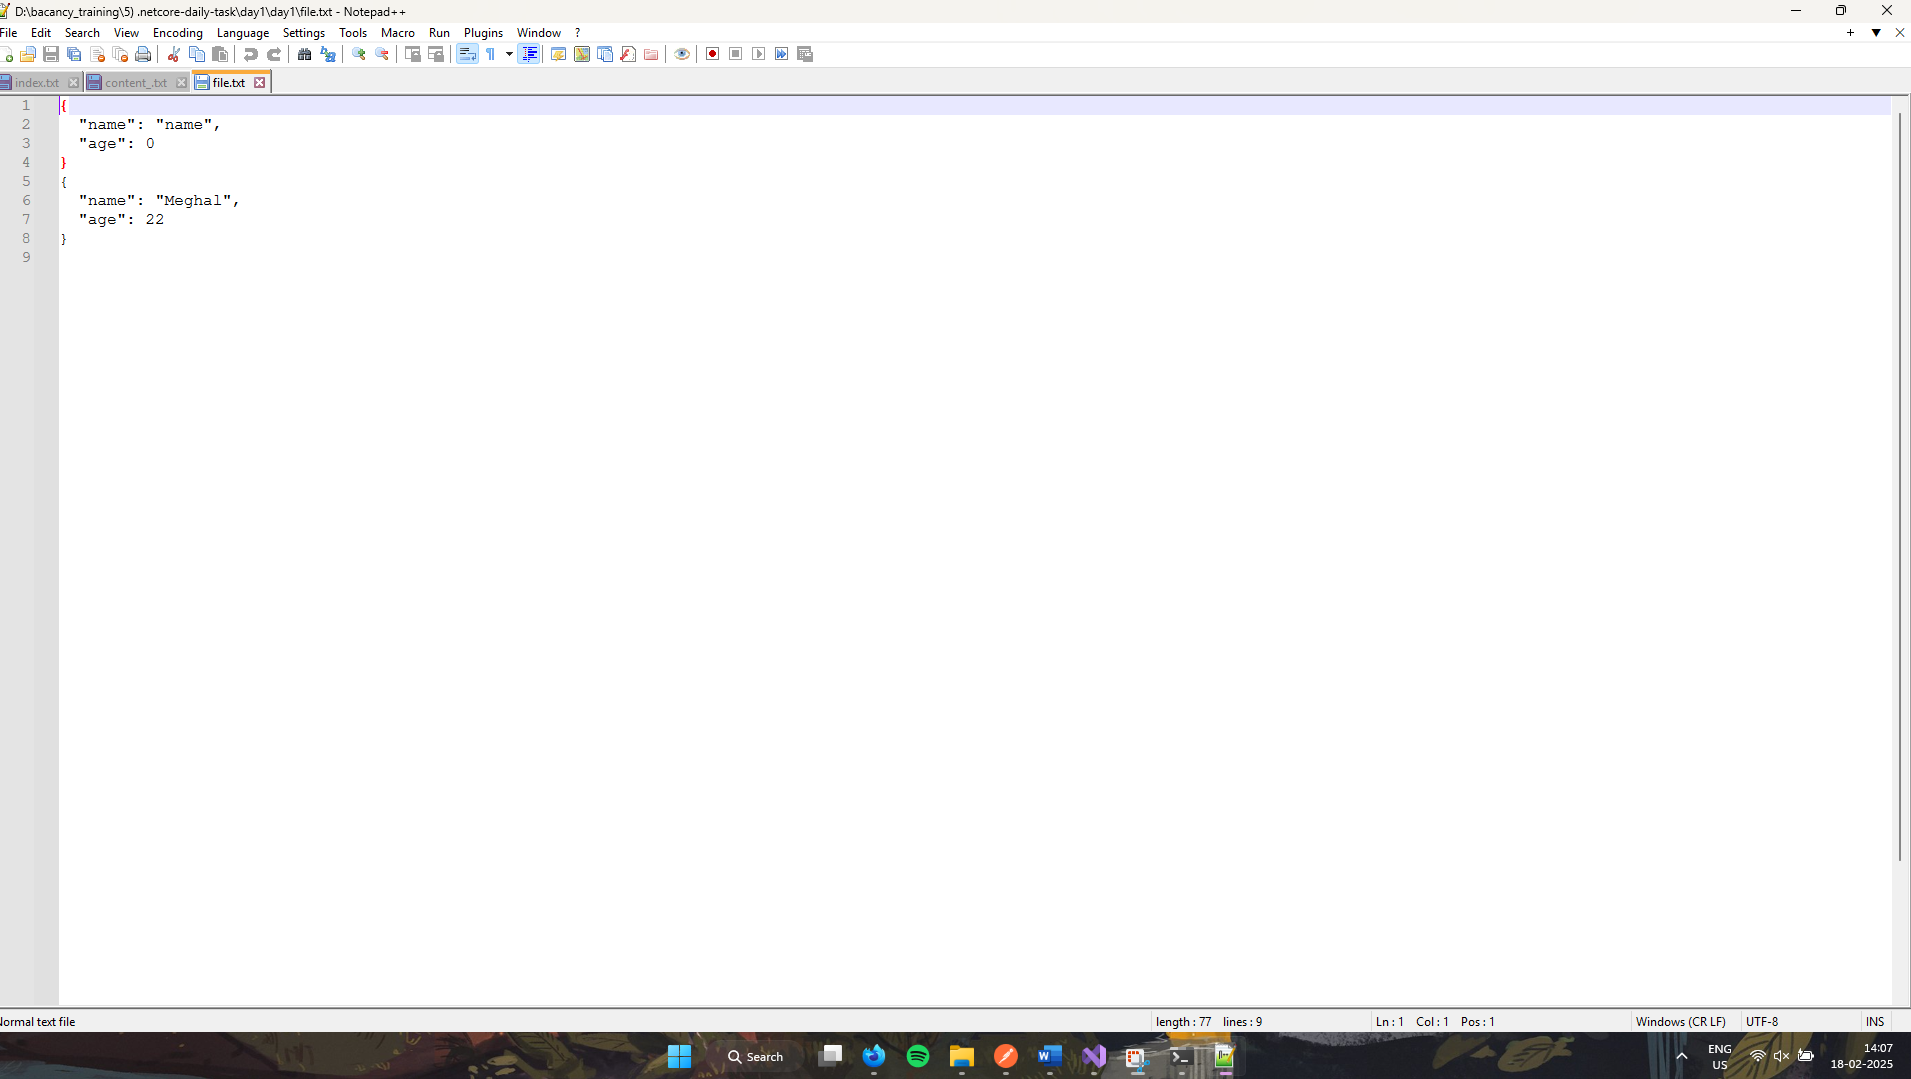 D:\bacancy_training\5) .netcore-daily-task\day1\day1\file.txt - Notepad++
File Edit Search View Encoding Language Settings Tools Macro Run Plugins Window ?
index.txt content_.txt file.txt
1 {
2 "name": "name",
3 "age": 0
4 }
5 {
6 "name": "Meghal",
7 "age": 22
8 }
9
Normal text file length : 77 lines : 9 Ln : 1 Col : 1 Pos : 1 Windows (CR LF) UTF-8 INS
Search
ENG
US
14:07
18-02-2025